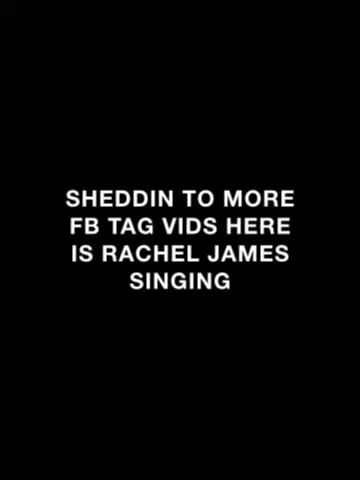 SHEDDIN TO MORE
FB TAG VIDS HERE
IS RACHEL JAMES
SINGING